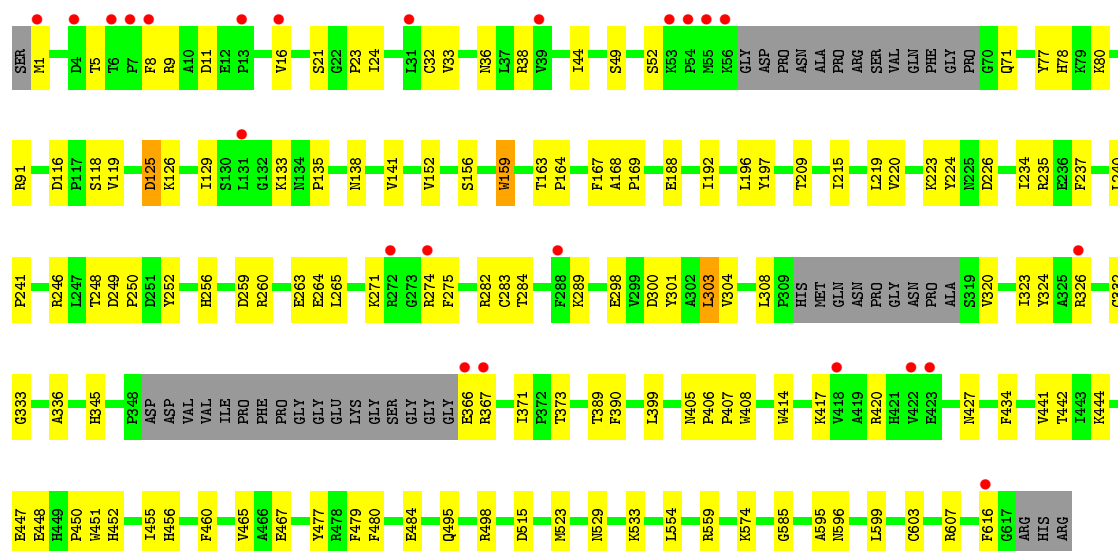 SER M1 D4 T5 T6 P7 F8 R9 A10 D11 E12 P13 V16 S21 G22 P23 I24 L31 C32 V33 N36 L37 R38 V39 I44 S49 S52 K53 P54 M55 K56 GLY ASP PRO ASN ALA PRO ARG SER VAL GLN PHE GLY PRO G70 Q71 Y77 H78 K79 K80
R91 D116 P117 S118 V119 D125 K126 I129 S130 L131 G132 K133 N134 P135 N138 V141 V152 S156 W159 T163 P164 F167 A168 P169 E188 I192 L196 Y197 T209 I215 L219 V220 K223 Y224 N225 D226 I234 R235 E236 F237 L240
P241 R246 L247 T248 D249 P250 D251 Y252 H256 D259 R260 E263 E264 L265 K271 R272 G273 R274 F275 R282 C283 T284 F288 K289 E298 V299 D300 Y301 A302 L303 V304 L308 P309 HIS MET GLN ASN PRO GLY ASN PRO ALA S319 V320 I323 Y324 A325 R326
G333 A336 H345 P348 ASP ASP VAL VAL ILE PRO PHE PRO GLY GLY GLU LYS GLY SER GLY GLY GLY E366 R367 I371 P372 T373 T389 F390 L399 N405 P406 P407 W408 W414 K417 V418 A419 R420 H421 V422 E423 N427 F434 V441 T442 I443 K444
E447 E448 H449 P450 W451 H452 I455 H456 F460 V465 A466 E467 Y477 R478 F479 F480 E484 Q495 R498 D515 M523 N529 K533 L554 R559 K574 G585 A595 N596 L599 C603 R607 F616 G617 ARG HIS ARG